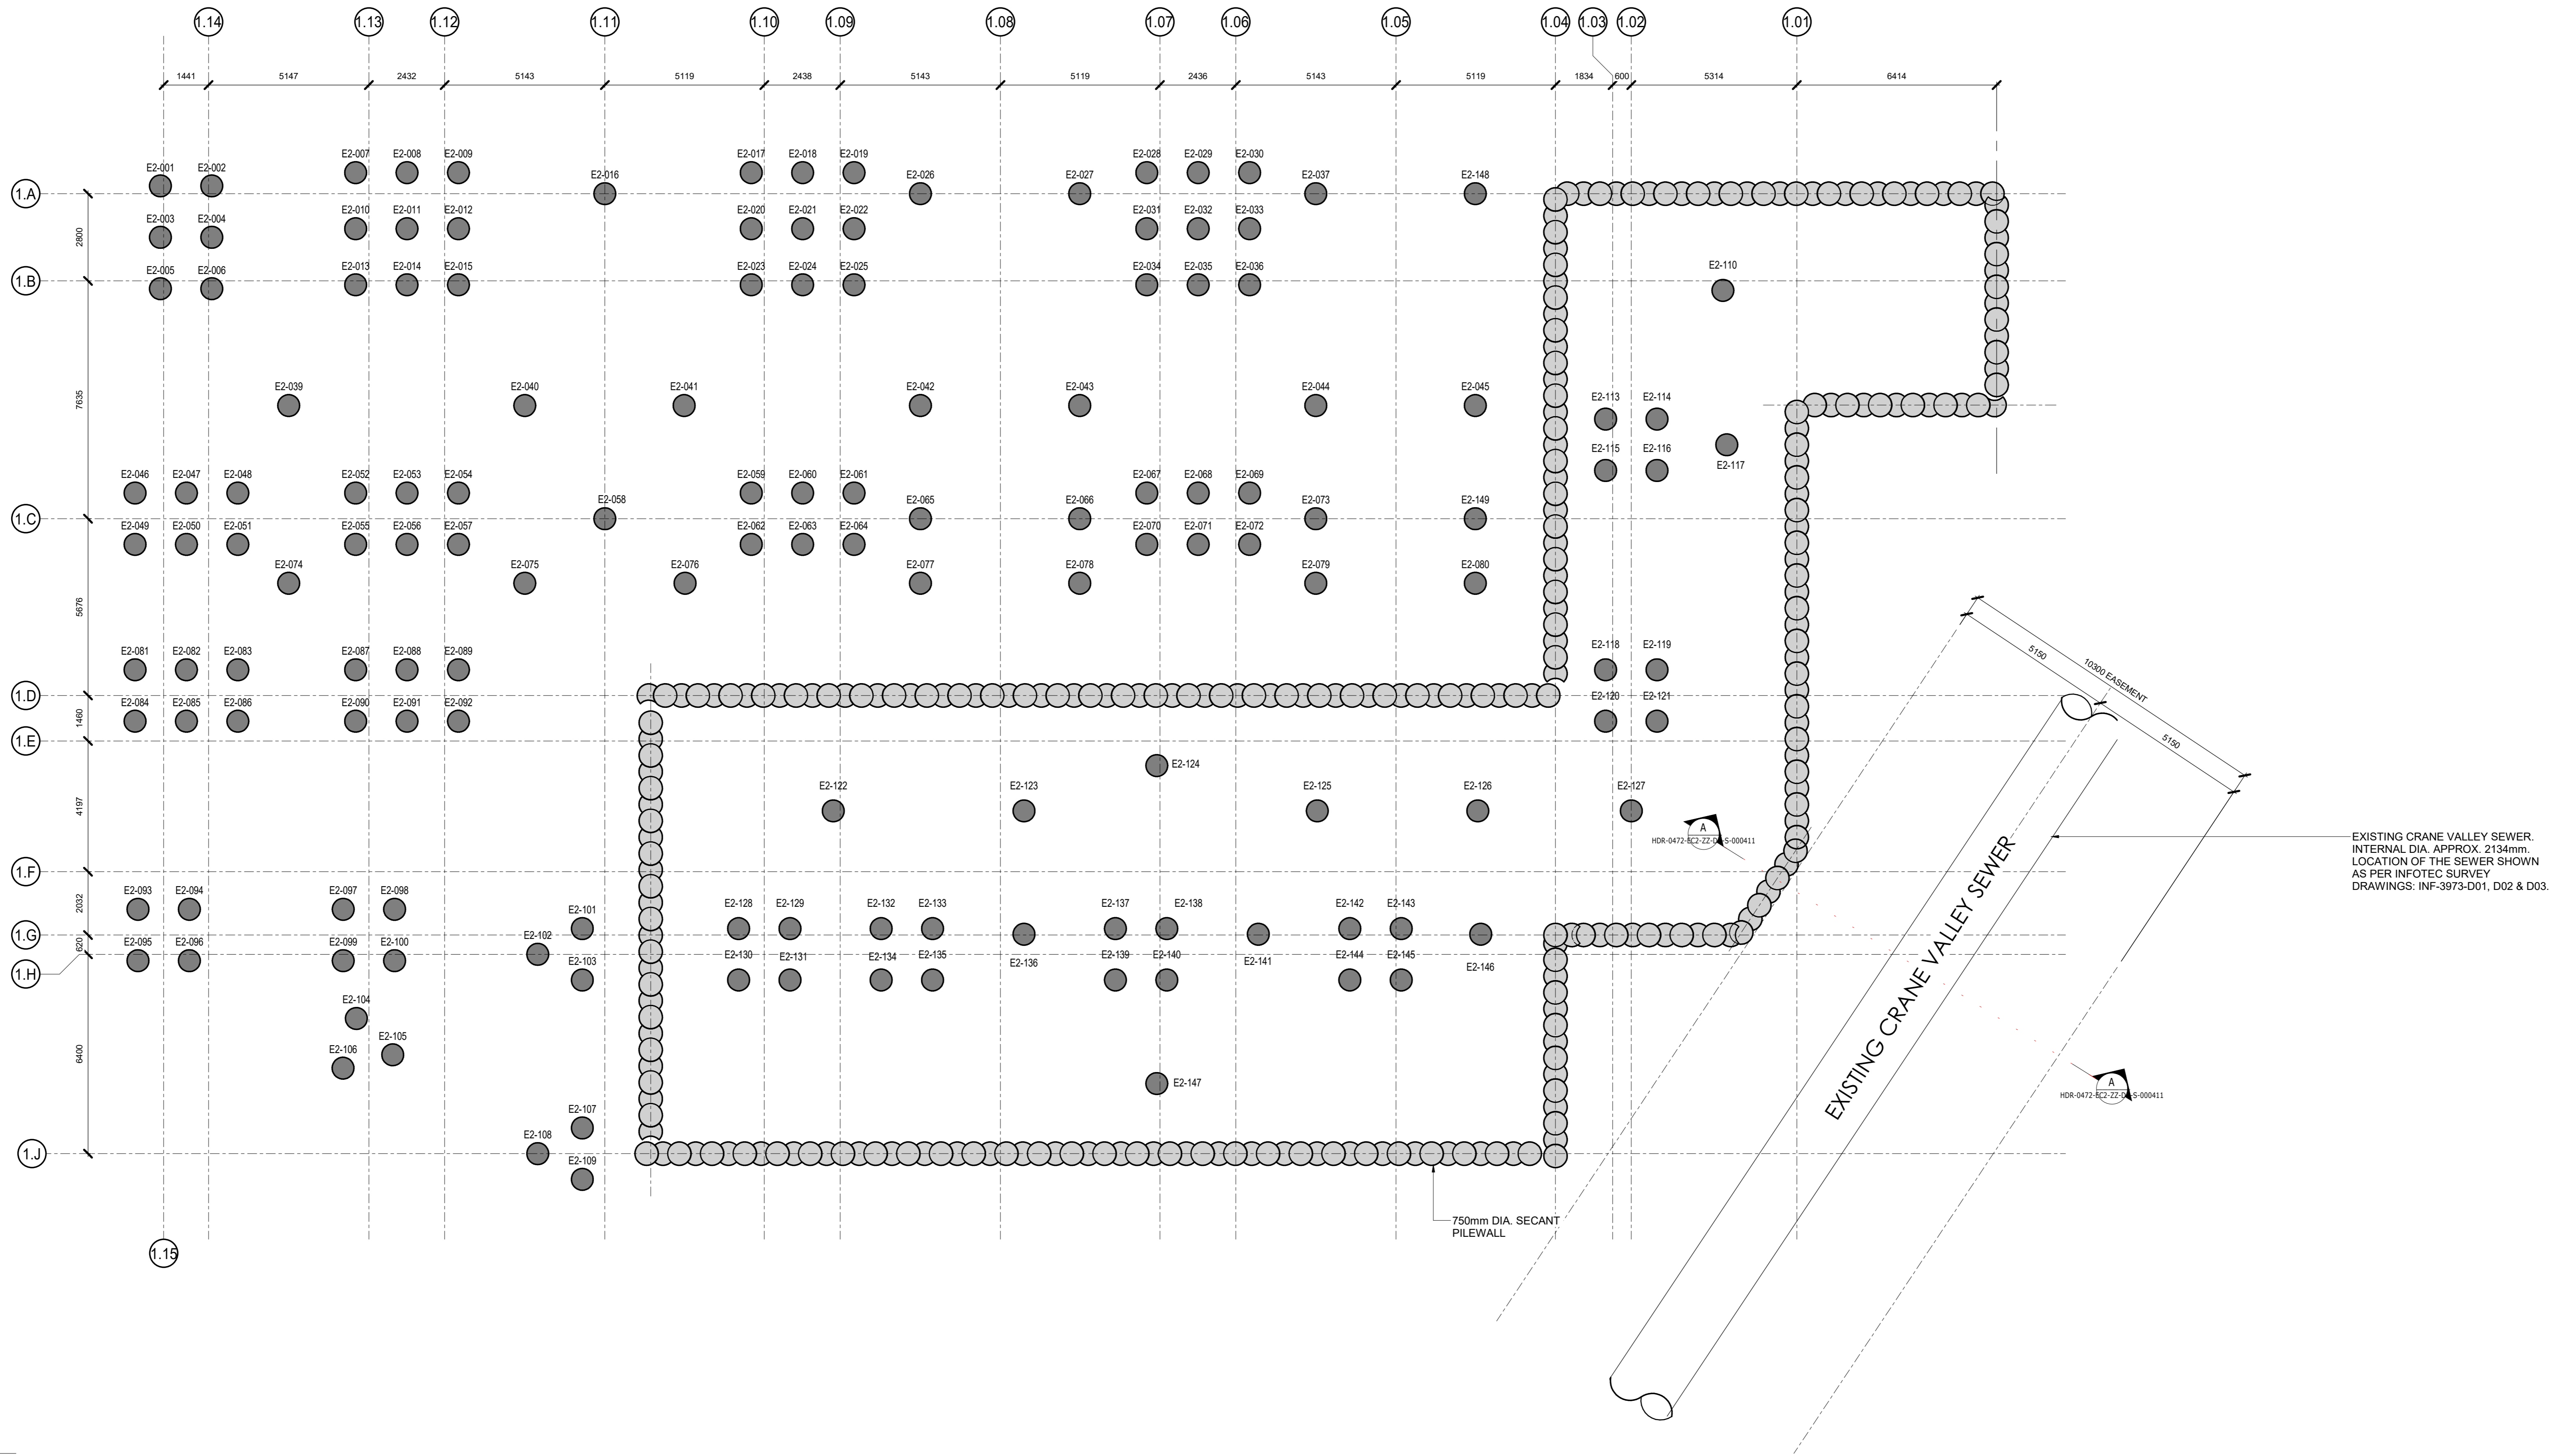 1.14
1.13
1.12
1.11
1.10
1.09
1.08
1.07
1.06
1.05
1.04
1.03
1.02
1.01
1441
5147
2432
5143
5119
2438
5143
5119
2436
5143
5119
1834
600
5314
6414
E2-007
E2-008
E2-009
E2-017
E2-018
E2-019
E2-028
E2-029
E2-030
E2-001
E2-002
E2-016
E2-026
E2-027
E2-037
E2-148
1.A
E2-003
E2-004
E2-010
E2-011
E2-012
E2-020
E2-021
E2-022
E2-031
E2-032
E2-033
2800
E2-005
E2-006
E2-013
E2-014
E2-015
E2-023
E2-024
E2-025
E2-034
E2-035
E2-036
E2-110
1.B
E2-039
E2-040
E2-041
E2-042
E2-043
E2-044
E2-045
7635
E2-113
E2-114
E2-115
E2-116
E2-117
E2-046
E2-047
E2-048
E2-052
E2-053
E2-054
E2-059
E2-060
E2-061
E2-067
E2-068
E2-069
E2-058
E2-065
E2-066
E2-073
E2-149
1.C
E2-049
E2-050
E2-051
E2-055
E2-056
E2-057
E2-062
E2-063
E2-064
E2-070
E2-071
E2-072
E2-074
E2-075
E2-076
E2-077
E2-078
E2-079
E2-080
5676
E2-081
E2-082
E2-083
E2-087
E2-088
E2-089
E2-118
E2-119
5150
10300 EASEMENT
1.D
E2-084
E2-085
E2-086
E2-090
E2-091
E2-092
E2-120
E2-121
1460
1.E
5150
E2-124
E2-122
E2-123
E2-125
E2-126
E2-127
4197
A
HDR-0472-EC2-ZZ-D
-S-000411
EXISTING CRANE VALLEY SEWER.
INTERNAL DIA. APPROX. 2134mm.
LOCATION OF THE SEWER SHOWN
AS PER INFOTEC SURVEY
DRAWINGS: INF-3973-D01, D02 & D03.
1.F
E2-093
E2-094
E2-097
E2-098
2032
E2-101
E2-128
E2-129
E2-132
E2-133
E2-137
E2-138
E2-142
E2-143
1.G
E2-102
E2-095
E2-096
E2-099
E2-100
620
E2-103
E2-130
E2-131
E2-134
E2-135
E2-136
E2-139
E2-140
E2-141
E2-144
E2-145
E2-146
1.H
EXISTING CRANE VALLEY SEWER
E2-104
E2-105
E2-106
6400
E2-147
A
HDR-0472-EC2-ZZ-D
-S-000411
E2-107
E2-108
E2-109
1.J
750mm DIA. SECANT
PILEWALL
1.15